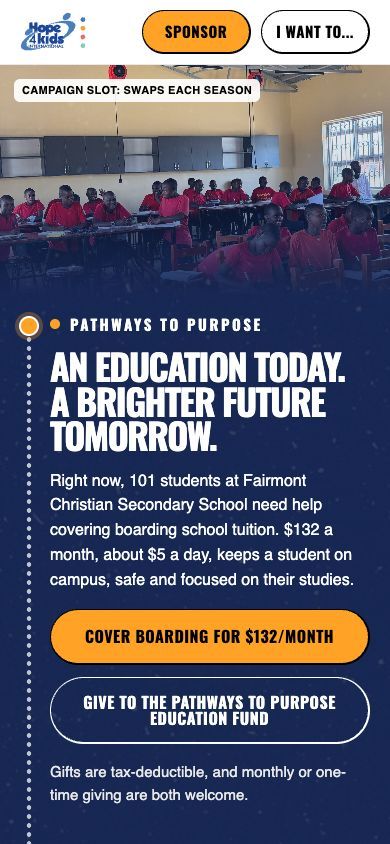 Hope
4 kids
INTERNATIONAL
SPONSOR
I WANT TO...
CAMPAIGN SLOT: SWAPS EACH SEASON
PATHWAYS TO PURPOSE
AN EDUCATION TODAY.
A BRIGHTER FUTURE
TOMORROW.
Right now, 101 students at Fairmont
Christian Secondary School need help
covering boarding school tuition. $132 a
month, about $5 a day, keeps a student on
campus, safe and focused on their studies.
COVER BOARDING FOR $132/MONTH
GIVE TO THE PATHWAYS TO PURPOSE
EDUCATION FUND
Gifts are tax-deductible, and monthly or one-
time giving are both welcome.